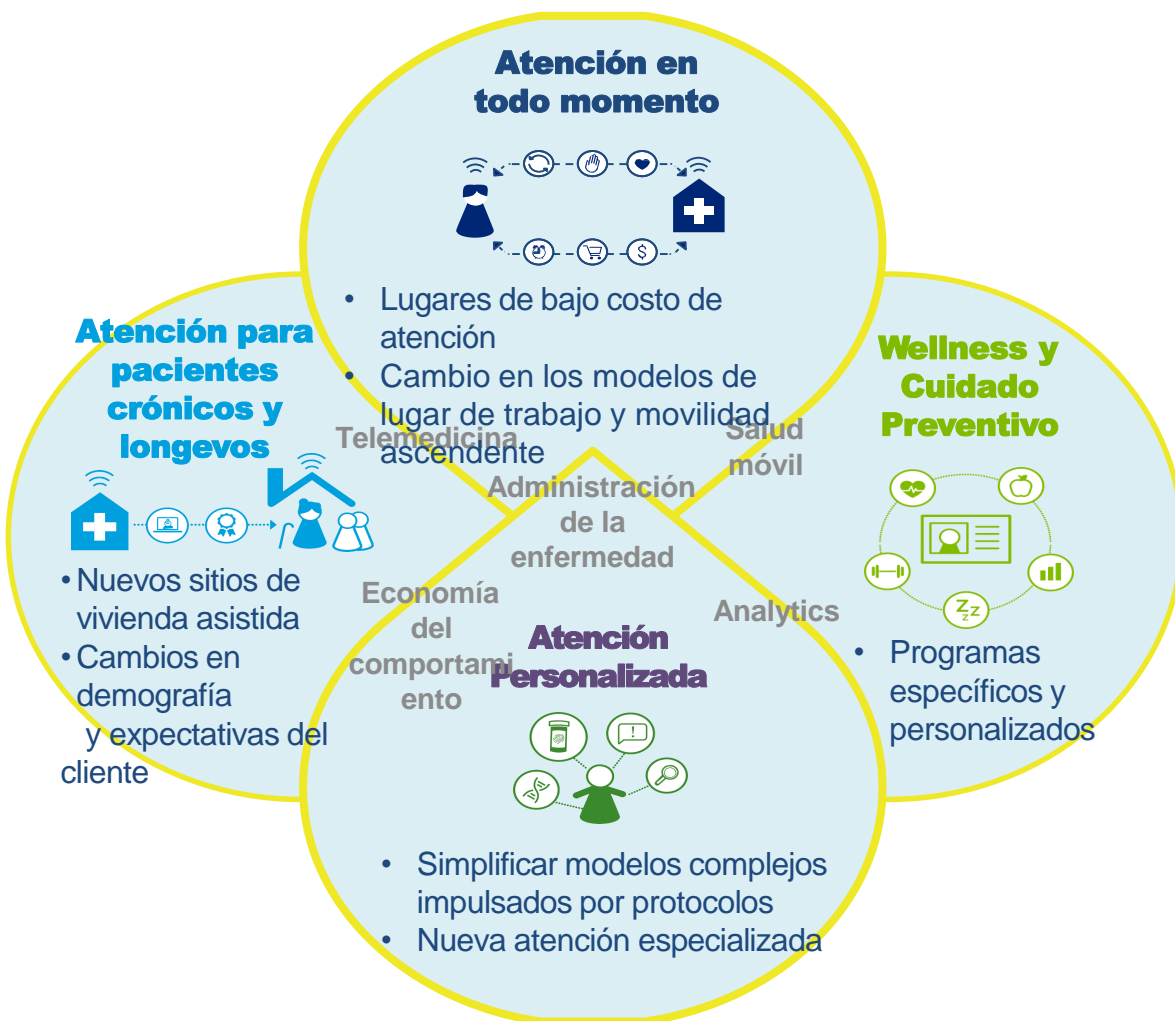 Atención en
todo momento
$
• Lugares de bajo costo de
atención
• Cambio en los modelos de
lugar de trabajo y movilidad
ascendente
Atención para
pacientes
crónicos y
longevos
• Nuevos sitios de
vivienda asistida
• Cambios en
demografía
y expectativas del
cliente
Wellness y
Cuidado
Preventivo
Zzz
• Programas
específicos y
personalizados
Telemedicina
Salud
móvil
Administración
de la
enfermedad
Economía
del
comportami
ento
Analytics
Atención
Personalizada
!
• Simplificar modelos complejos
impulsados por protocolos
• Nueva atención especializada